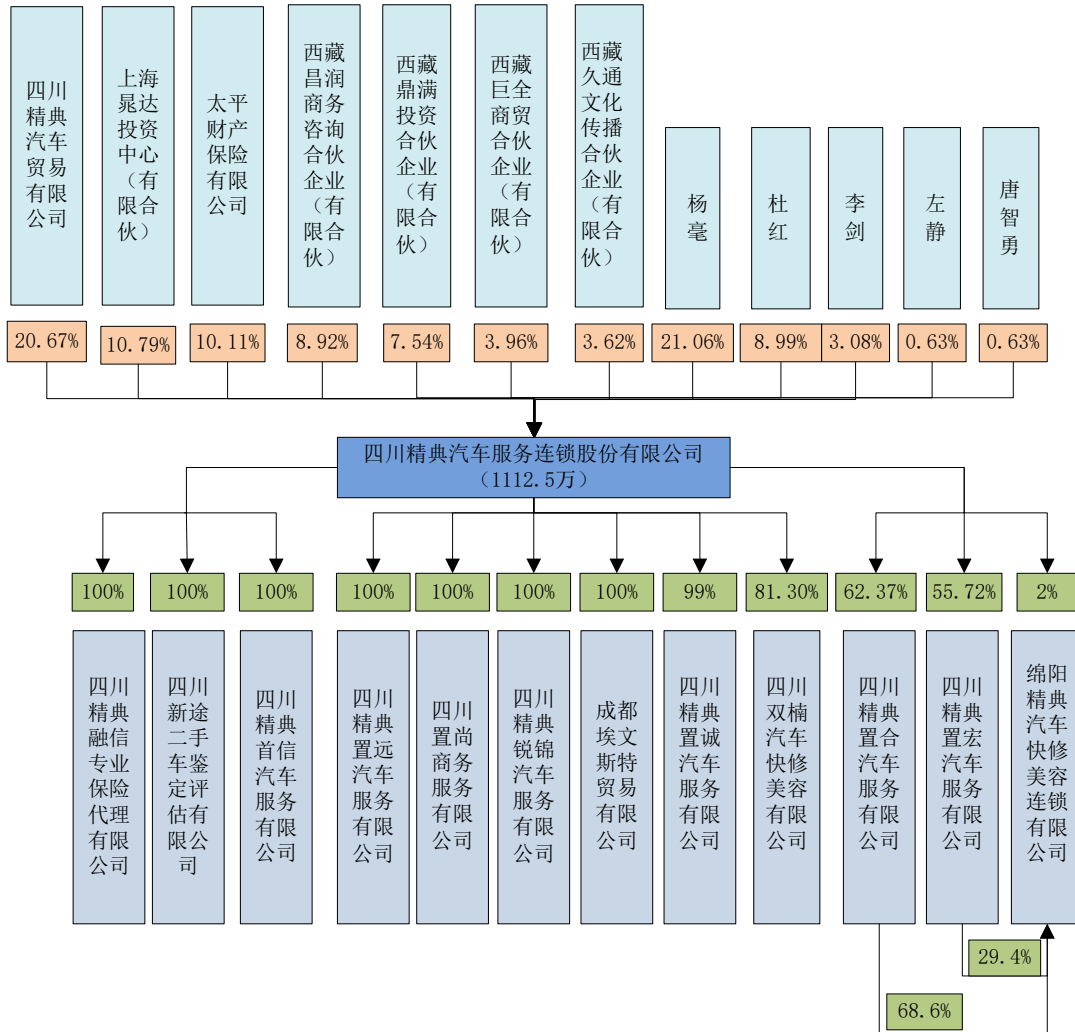 四川
精典
汽车
贸易
有限
公司
上海
晁达
投资
中心
（有
限合
伙）
太平
财产
保险
有限
公司
西藏
昌润
商务
咨询
合伙
企业
（有
限合
伙）
西藏
鼎满
投资
合伙
企业
（有
限合
伙）
西藏
巨全
商贸
合伙
企业
（有
限合
伙）
西藏
久通
文化
传播
合伙
企业
（有
限合
伙）
杨
毫
杜
红
李
剑
左
静
唐
智
勇
20.67%
10.79%
10.11%
8.92%
7.54%
3.96%
3.62%
21.06%
8.99%
3.08%
0.63%
0.63%
四川精典汽车服务连锁股份有限公司
（1112.5万）
100%
100%
100%
100%
100%
100%
100%
99%
81.30%
62.37%
55.72%
2%
四川
精典
融信
专业
保险
代理
有限
公司
四川
新途
二手
车鉴
定评
估有
限公
司
四川
精典
首信
汽车
服务
有限
公司
四川
精典
置远
汽车
服务
有限
公司
四川
置尚
商务
服务
有限
公司
四川
精典
锐锦
汽车
服务
有限
公司
成都
埃文
斯特
贸易
有限
公司
四川
精典
置诚
汽车
服务
有限
公司
四川
双楠
汽车
快修
美容
有限
公司
四川
精典
置合
汽车
服务
有限
公司
四川
精典
置宏
汽车
服务
有限
公司
绵阳
精典
汽车
快修
美容
连锁
有限
公司
29.4%
68.6%